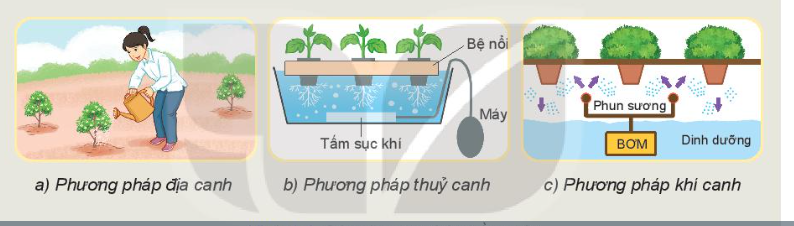 Bệ nổi
Máy
Tấm sục khí
Phun sương
BƠM
Dinh dưỡng
a) Phương pháp địa canh
b) Phương pháp thuỷ canh
c) Phương pháp khí canh